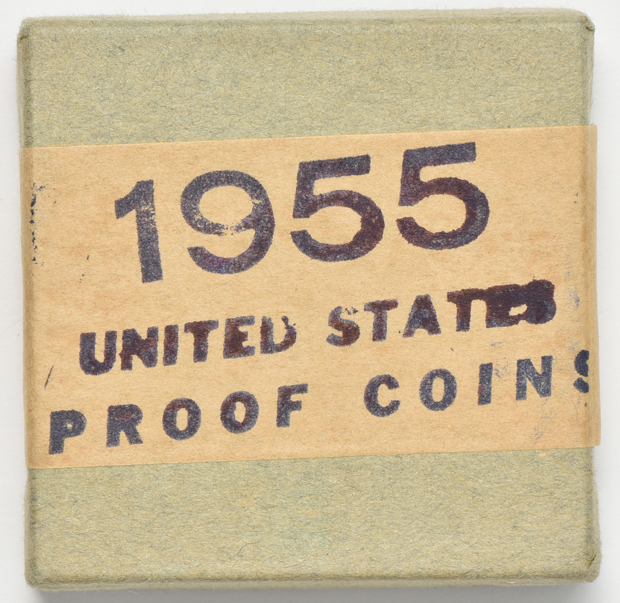 1955
UNITED STATES
PROOF COINS